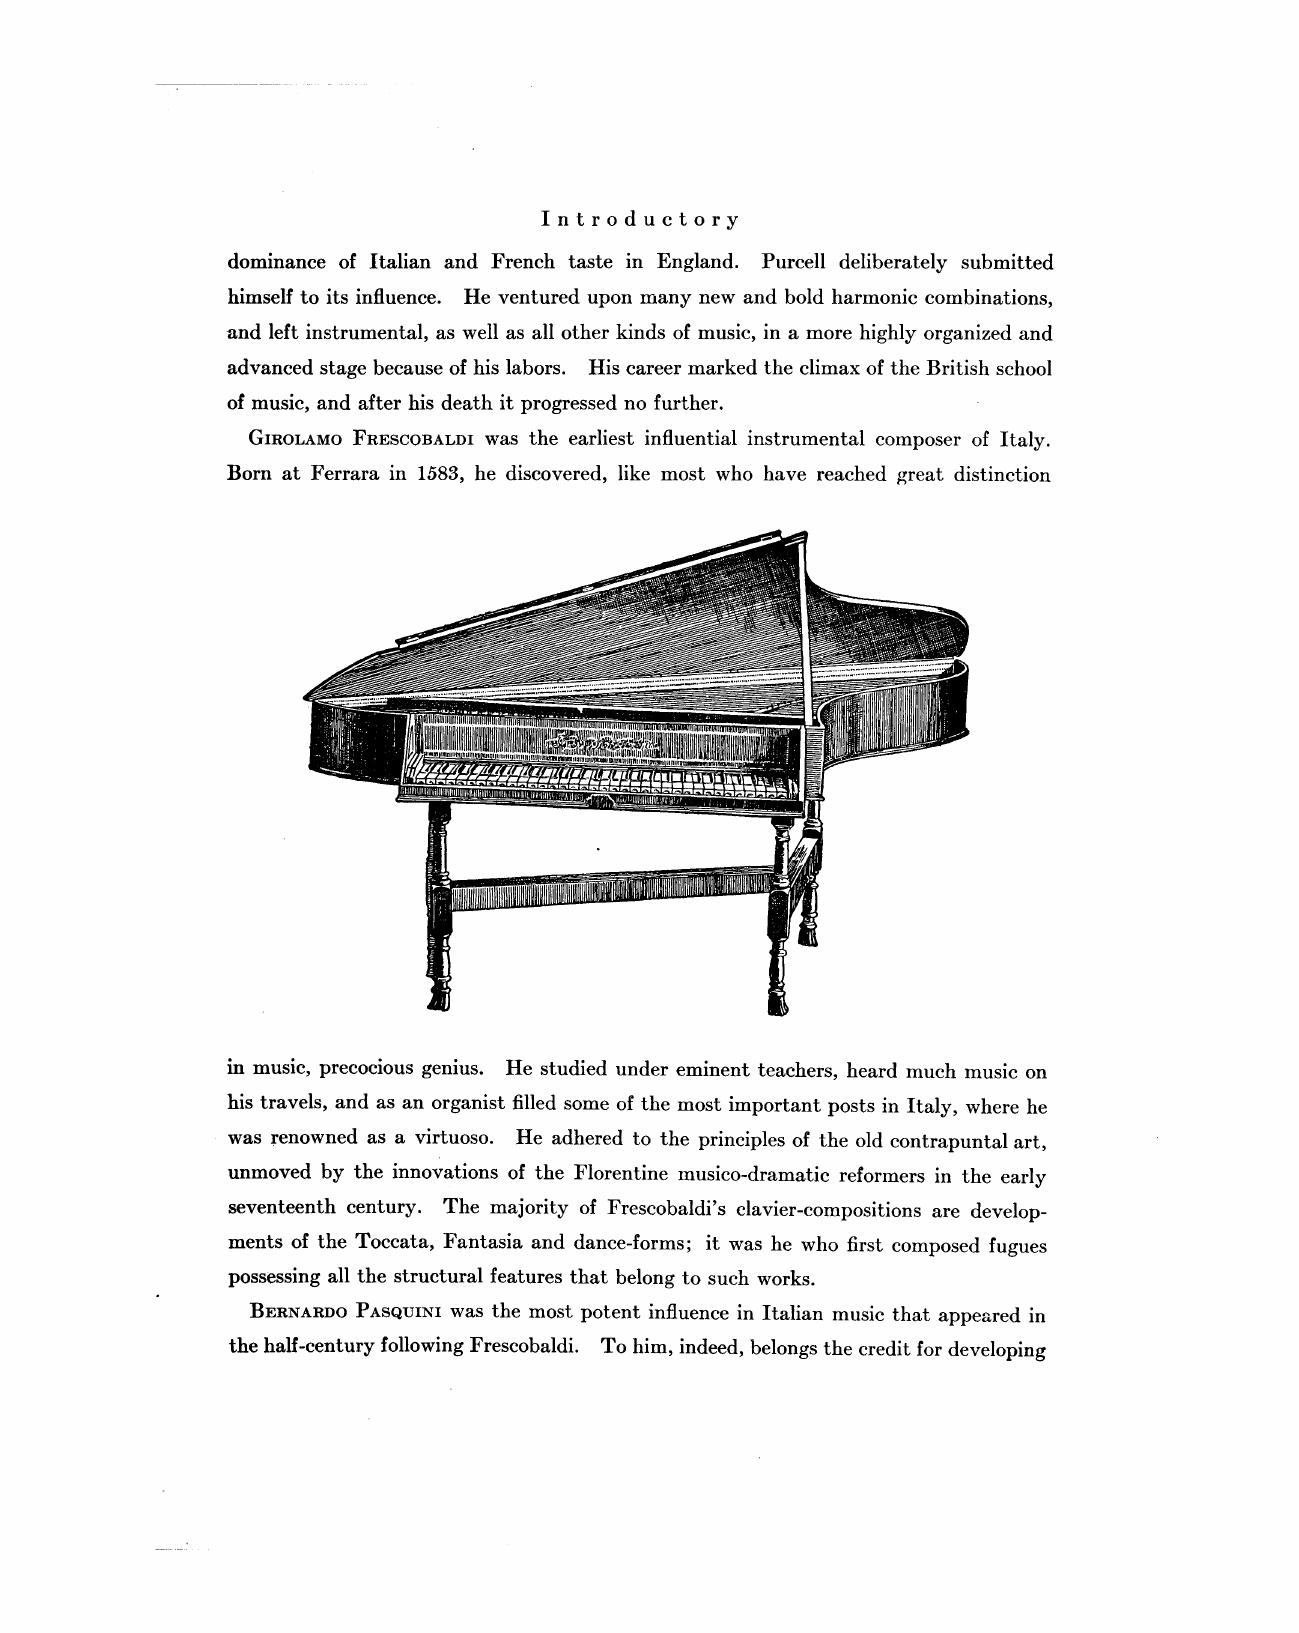 Introductory
dominance of Italian and French taste in England. Purcell deliberately submitted
himself to its influence. He ventured upon many new and bold harmonic combinations,
and left instrumental, as well as all other kinds of music, in a more highly organized and
advanced stage because of his labors. His career marked the climax of the British school
of music, and after his death it progressed no further.
GIROLAMO FRESCOBALDI was the earliest influential instrumental composer of Italy.
Born at Ferrara in 1583, he discovered, like most who have reached great distinction
in music, precocious genius. He studied under eminent teachers, heard much music on
his travels, and as an organist filled some of the most important posts in Italy, where he
was renowned as a virtuoso. He adhered to the principles of the old contrapuntal art,
unmoved by the innovations of the Florentine musico-dramatic reformers in the early
seventeenth century. The majority of Frescobaldi's clavier-compositions are develop-
ments of the Toccata, Fantasia and dance-forms; it was he who first composed fugues
possessing all the structural features that belong to such works.
BERNARDO PASQUINI was the most potent influence in Italian music that appeared in
the half-century following Frescobaldi. To him, indeed, belongs the credit for developing